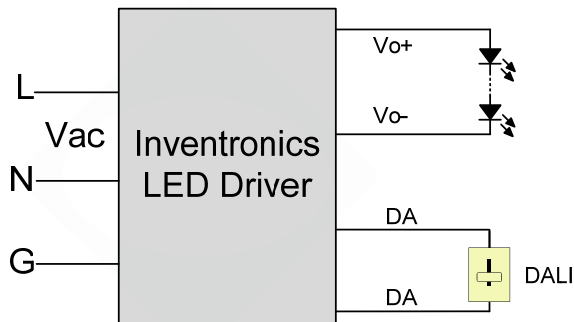 L
Vac
N
G
Inventronics
LED Driver
Vo+
Vo-
DA
DA
DALI